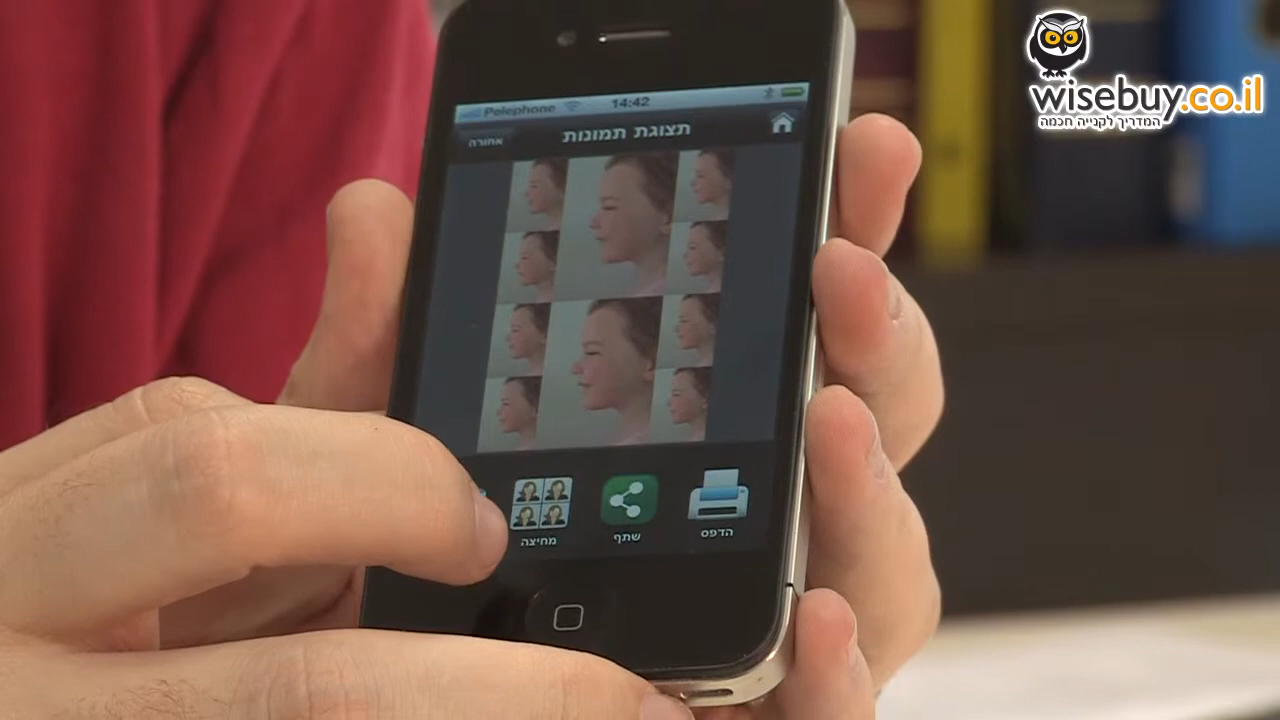 wisebuy.co.il
המדריך לקנייה חכמה
Pelephone 14:42
אחורה תצוגת תמונות
מחיצה שתף הדפס